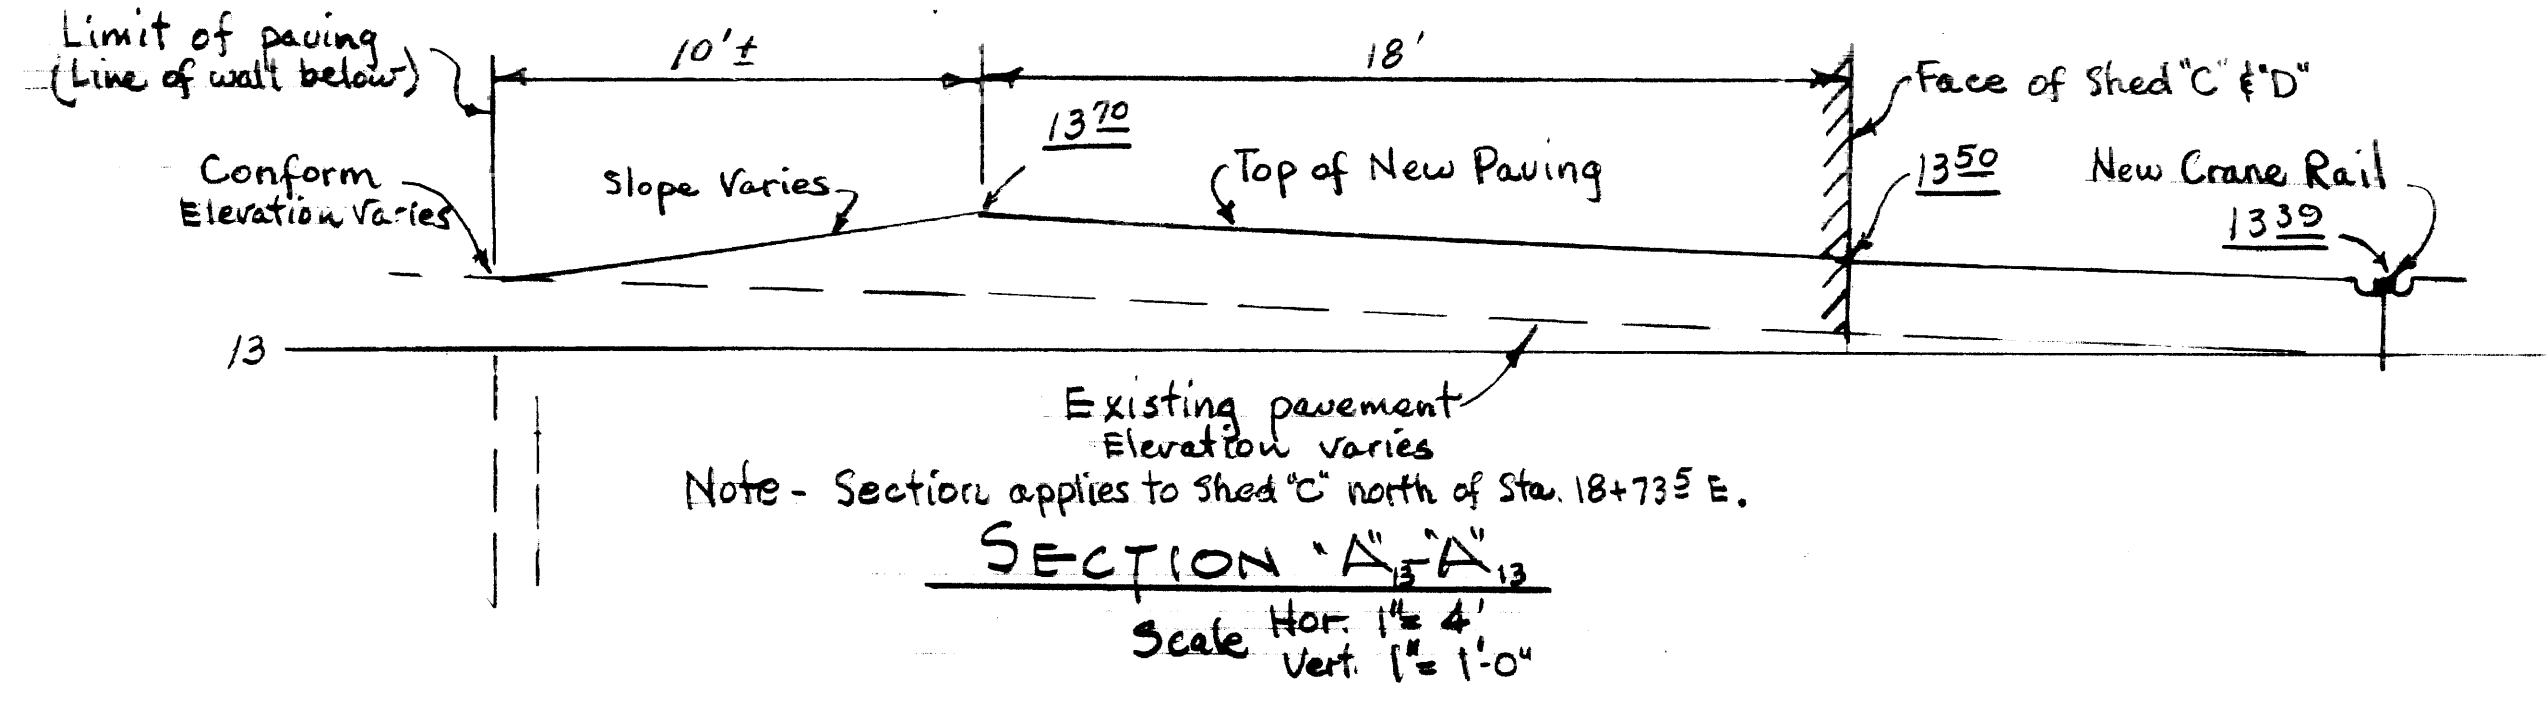 Limit of paving
(Line of wall below)
10'±
18'
Face of Shed "C" & "D"
13 70
13 50
New Crane Rail
13 39
Conform
Elevation Varies
Slope Varies
Top of New Paving
13
Existing pavement
Elevation varies
Note - Section applies to Shed "C" north of Sta. 18+73 5 E.
SECTION "A"13-"A"13
Scale Hor. 1"= 4'
Vert. 1"= 1'-0"